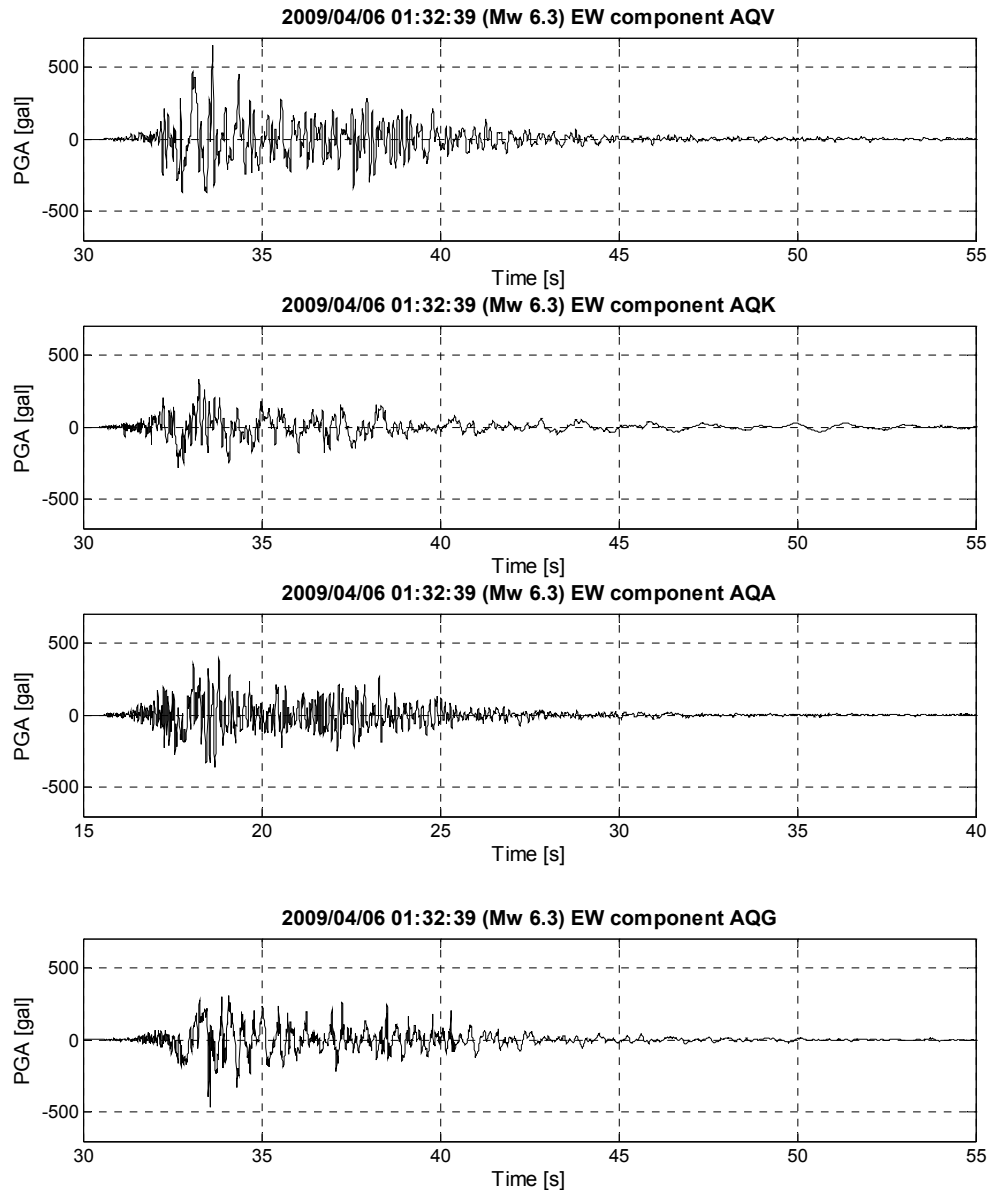 2009/04/06 01:32:39 (Mw 6.3) EW component AQV
500
0
-500
PGA [gal]
30 35 40 45 50 55
Time [s]
2009/04/06 01:32:39 (Mw 6.3) EW component AQK
500
0
-500
PGA [gal]
30 35 40 45 50 55
Time [s]
2009/04/06 01:32:39 (Mw 6.3) EW component AQA
500
0
-500
PGA [gal]
15 20 25 30 35 40
Time [s]
2009/04/06 01:32:39 (Mw 6.3) EW component AQG
500
0
-500
PGA [gal]
30 35 40 45 50 55
Time [s]